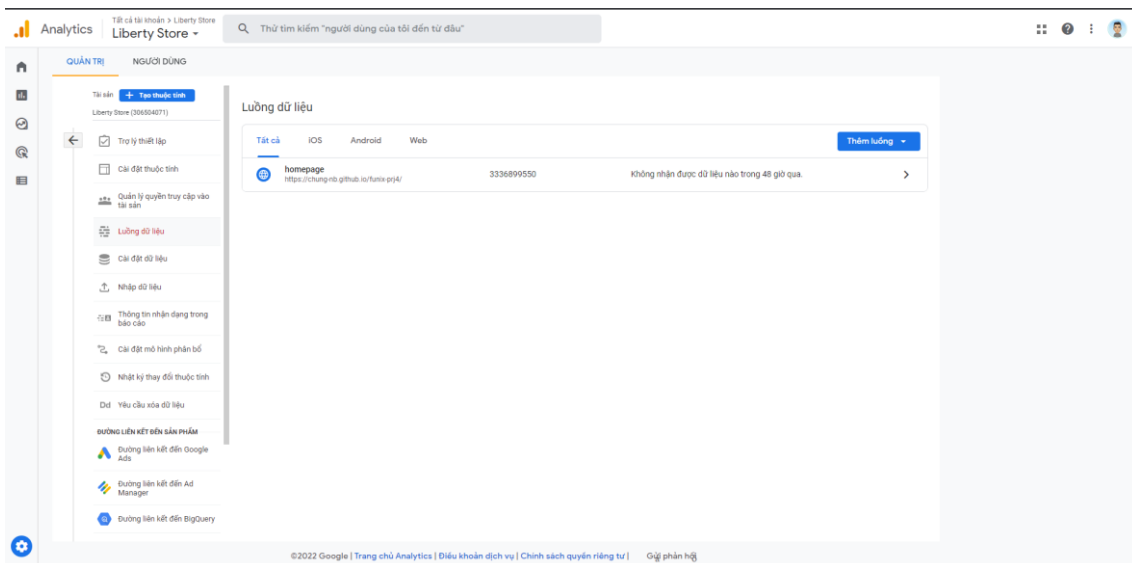 Analytics
Tất cả tài khoản > Liberty Store
Liberty Store
Thử tìm kiếm "người dùng của tôi đến từ đâu"
QUẢN TRỊ
NGƯỜI DÙNG
Tài sản
+ Tạo thuộc tính
Liberty Store (306504071)
Trợ lý thiết lập
Cài đặt thuộc tính
Quản lý quyền truy cập vào
tài sản
Luồng dữ liệu
Cài đặt dữ liệu
Nhập dữ liệu
Thông tin nhận dạng trong
báo cáo
Cài đặt mô hình phân bổ
Nhật ký thay đổi thuộc tính
Dd Yêu cầu xóa dữ liệu
ĐƯỜNG LIÊN KẾT ĐẾN SẢN PHẨM
Đường liên kết đến Google
Ads
Đường liên kết đến Ad
Manager
Đường liên kết đến BigQuery
Luồng dữ liệu
Tất cả
iOS
Android
Web
Thêm luồng
homepage
https://chung-nb.github.io/funix-prj4/
3336899550
Không nhận được dữ liệu nào trong 48 giờ qua.
©2022 Google | Trang chủ Analytics | Điều khoản dịch vụ | Chính sách quyền riêng tư |
Gửi phản hồi